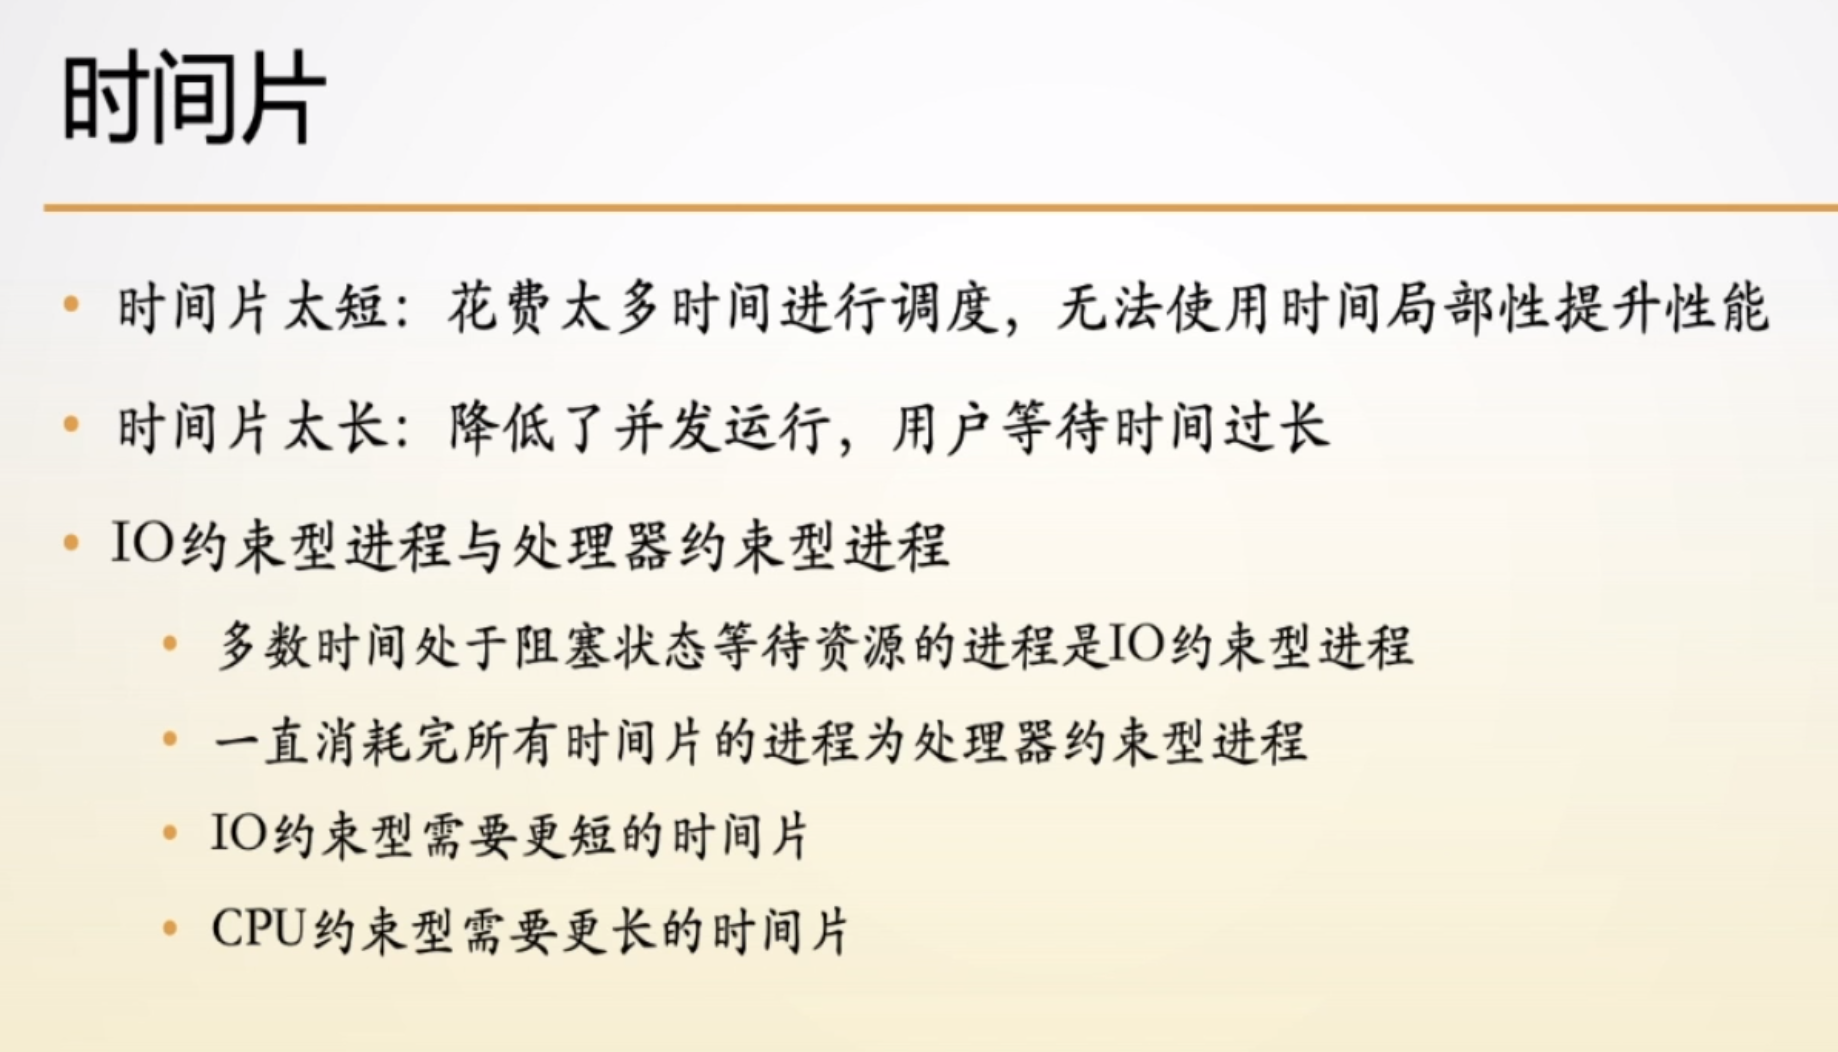 时间片
• 时间片太短：花费太多时间进行调度，无法使用时间局部性提升性能
• 时间片太长：降低了并发运行，用户等待时间过长
• IO约束型进程与处理器约束型进程
• 多数时间处于阻塞状态等待资源的进程是IO约束型进程
• 一直消耗完所有时间片的进程为处理器约束型进程
• IO约束型需要更短的时间片
• CPU约束型需要更长的时间片